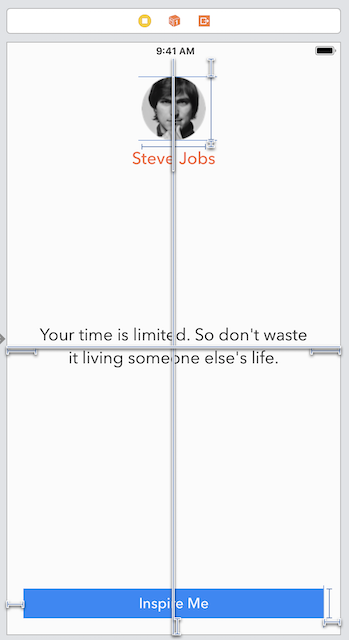 9:41 AM
Steve Jobs
Your time is limited. So don't waste
it living someone else's life.
Inspire Me